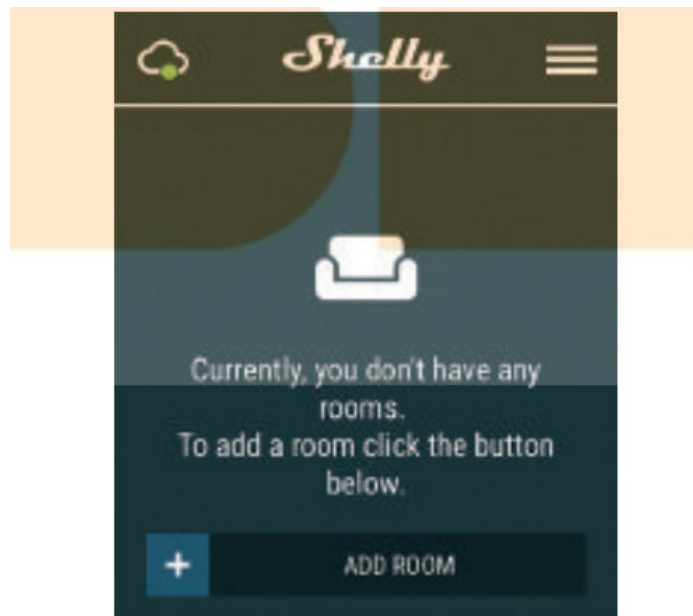 Shelly
Currently, you don't have any
rooms.
To add a room click the button
below.
+ ADD ROOM